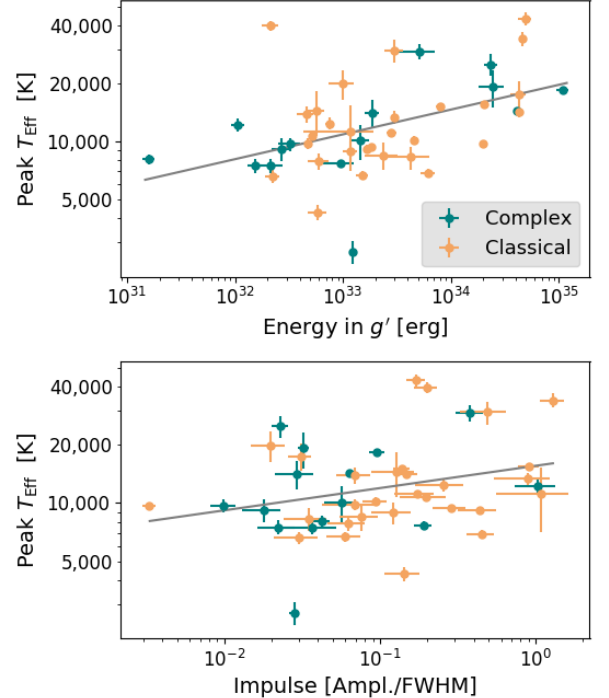 40,000
20,000
10,000
5,000
Peak T_Eff [K]
Complex
Classical
10^31 10^32 10^33 10^34 10^35
Energy in g′ [erg]
40,000
20,000
10,000
5,000
Peak T_Eff [K]
10^−2 10^−1 10^0
Impulse [Ampl./FWHM]